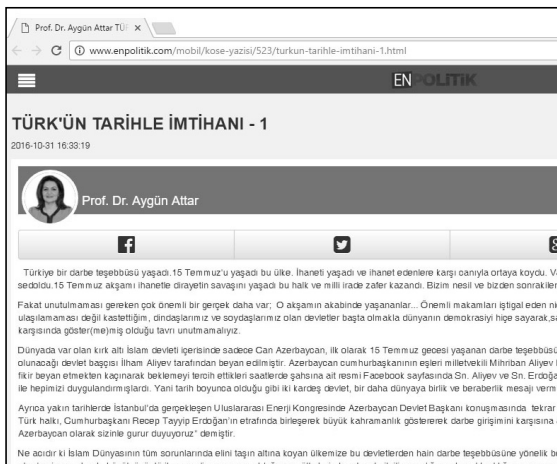 Prof. Dr. Aygün Attar TÜR
www.enpolitik.com/mobil/kose-yazisi/523/turkun-tarihle-imtihani-1.html
ENPOLİTİK
TÜRK'ÜN TARİHLE İMTİHANI - 1
2016-10-31 16:33:19
Prof. Dr. Aygün Attar
Türkiye bir darbe teşebbüsü yaşadı.15 Temmuz'u yaşadı bu ülke. İhaneti yaşadı ve ihanet edenlere karşı canıyla ortaya koydu.
sedoldu.15 Temmuz akşamı ihanetle dirayetin savaşını yaşadı bu halk ve milli irade zafer kazandı. Bizim nesil ve bizden sonrakiler
Fakat unutulmaması gereken çok önemli bir gerçek daha var; O akşamın akabinde yaşananlar... Önemli makamları iştigal eden
ulaşılamaması değil kastettiğim, dindaşlarımız ve soydaşlarımız olan devletler başta olmakla dünyanın demokrasiyi hiçe sayarak,
karşısında göster(me)miş olduğu tavrı unutmamalıyız.
Dünyada var olan kırk altı İslam devleti içerisinde sadece Can Azerbaycan, ilk olarak 15 Temmuz gecesi yaşanan darbe teşebbüsü
olunacağı devlet başçısı İlham Aliyev tarafından beyan edilmiştir. Azerbaycan cumhurbaşkanının eşleri milletvekili Mihriban Aliyev
fikir beyan etmekten kaçınarak beklemeyi tercih ettikleri saatlerde şahsına ait resmi Facebook sayfasında Sn. Aliyev ve Sn. Erdoğa
ile hepimizi duygulandırmışlardı. Yani tarih boyunca olduğu gibi iki kardeş devlet, bir daha dünyaya birlik ve beraberlik mesajı verm
Ayrıca yakın tarihlerde İstanbul'da gerçekleşen Uluslararası Enerji Kongresinde Azerbaycan Devlet Başkanı konuşmasında tekrar
Türk halkı, Cumhurbaşkanı Recep Tayyip Erdoğan'ın etrafında birleşerek büyük kahramanlık göstererek darbe girişimini karşısına
Azerbaycan olarak sizinle gurur duyuyoruz" demiştir.
Ne acıdır ki İslam Dünyasının tüm sorunlarında elini taşın altına koyan ülkemize bu devletlerden hain darbe teşebbüsüne yönelik